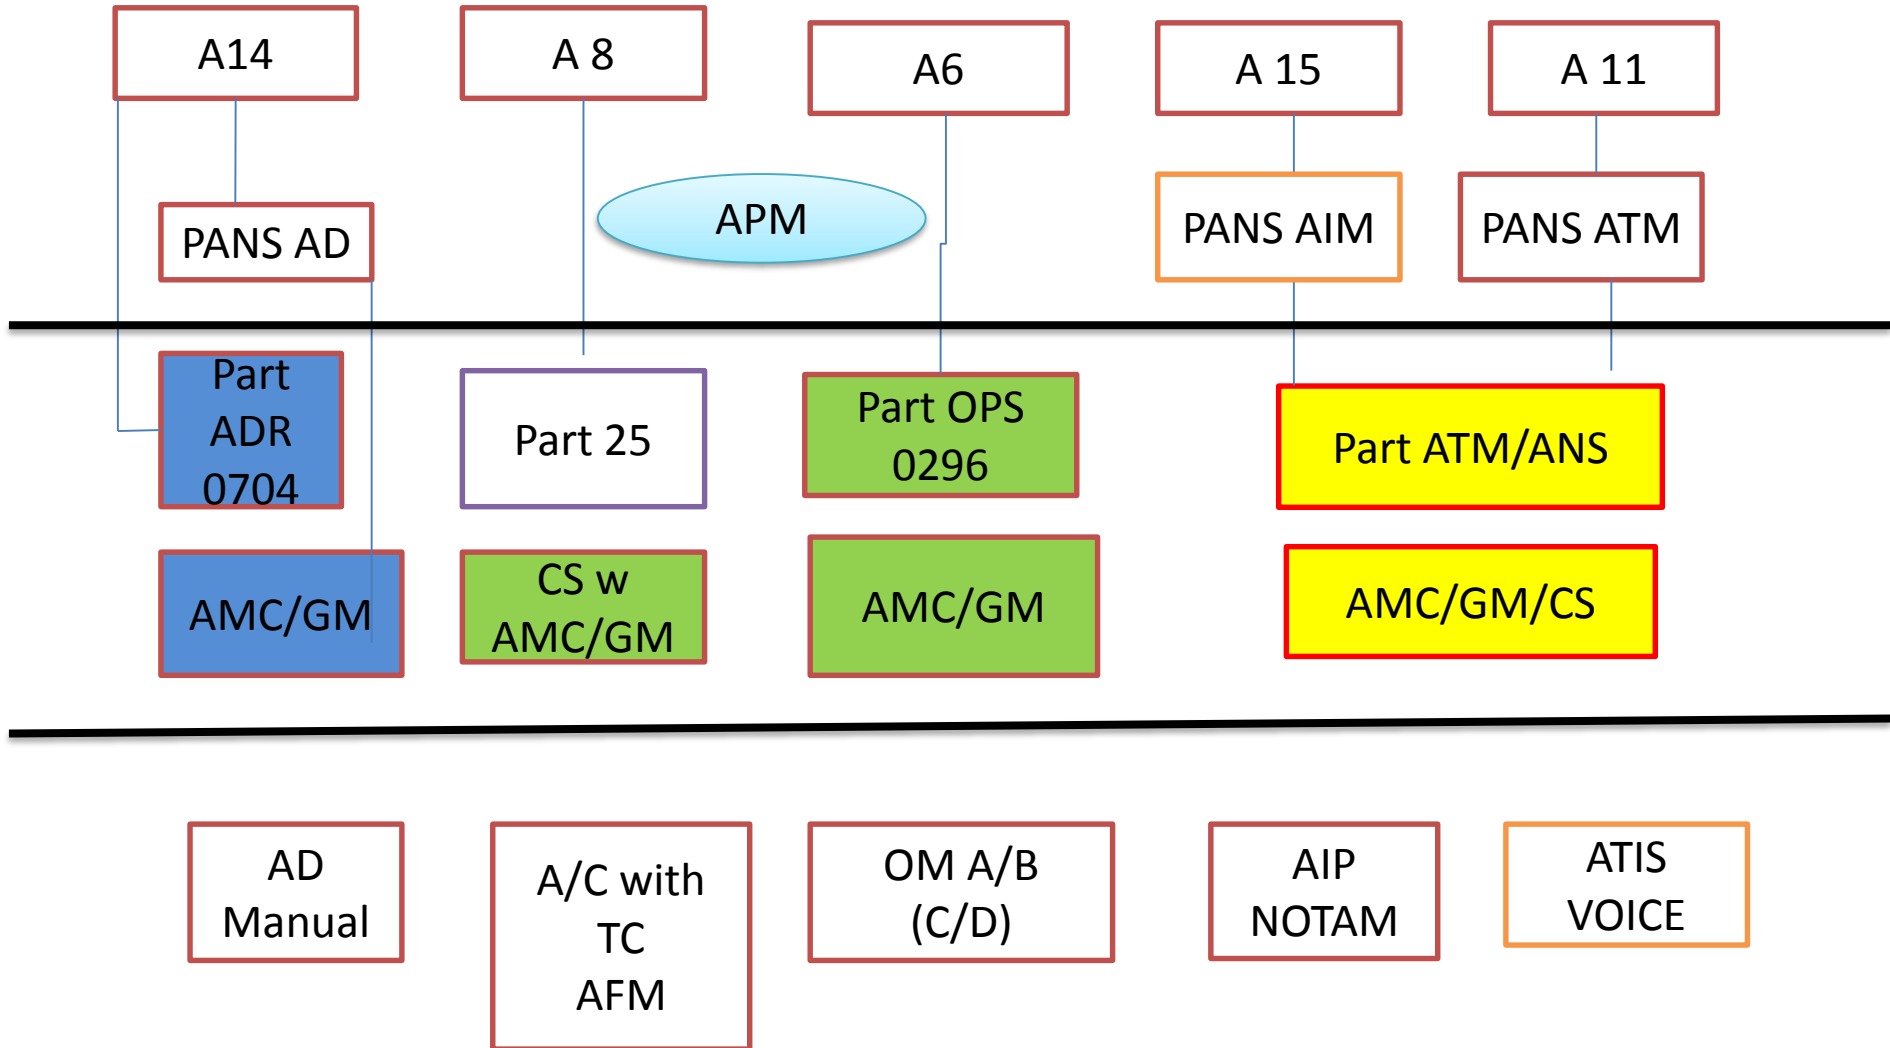 A14
A 8
A6
A 15
A 11
PANS AD
APM
PANS AIM
PANS ATM
Part
ADR
0704
Part 25
Part OPS
0296
Part ATM/ANS
AMC/GM
CS w
AMC/GM
AMC/GM
AMC/GM/CS
AD
Manual
A/C with
TC
AFM
OM A/B
(C/D)
AIP
NOTAM
ATIS
VOICE